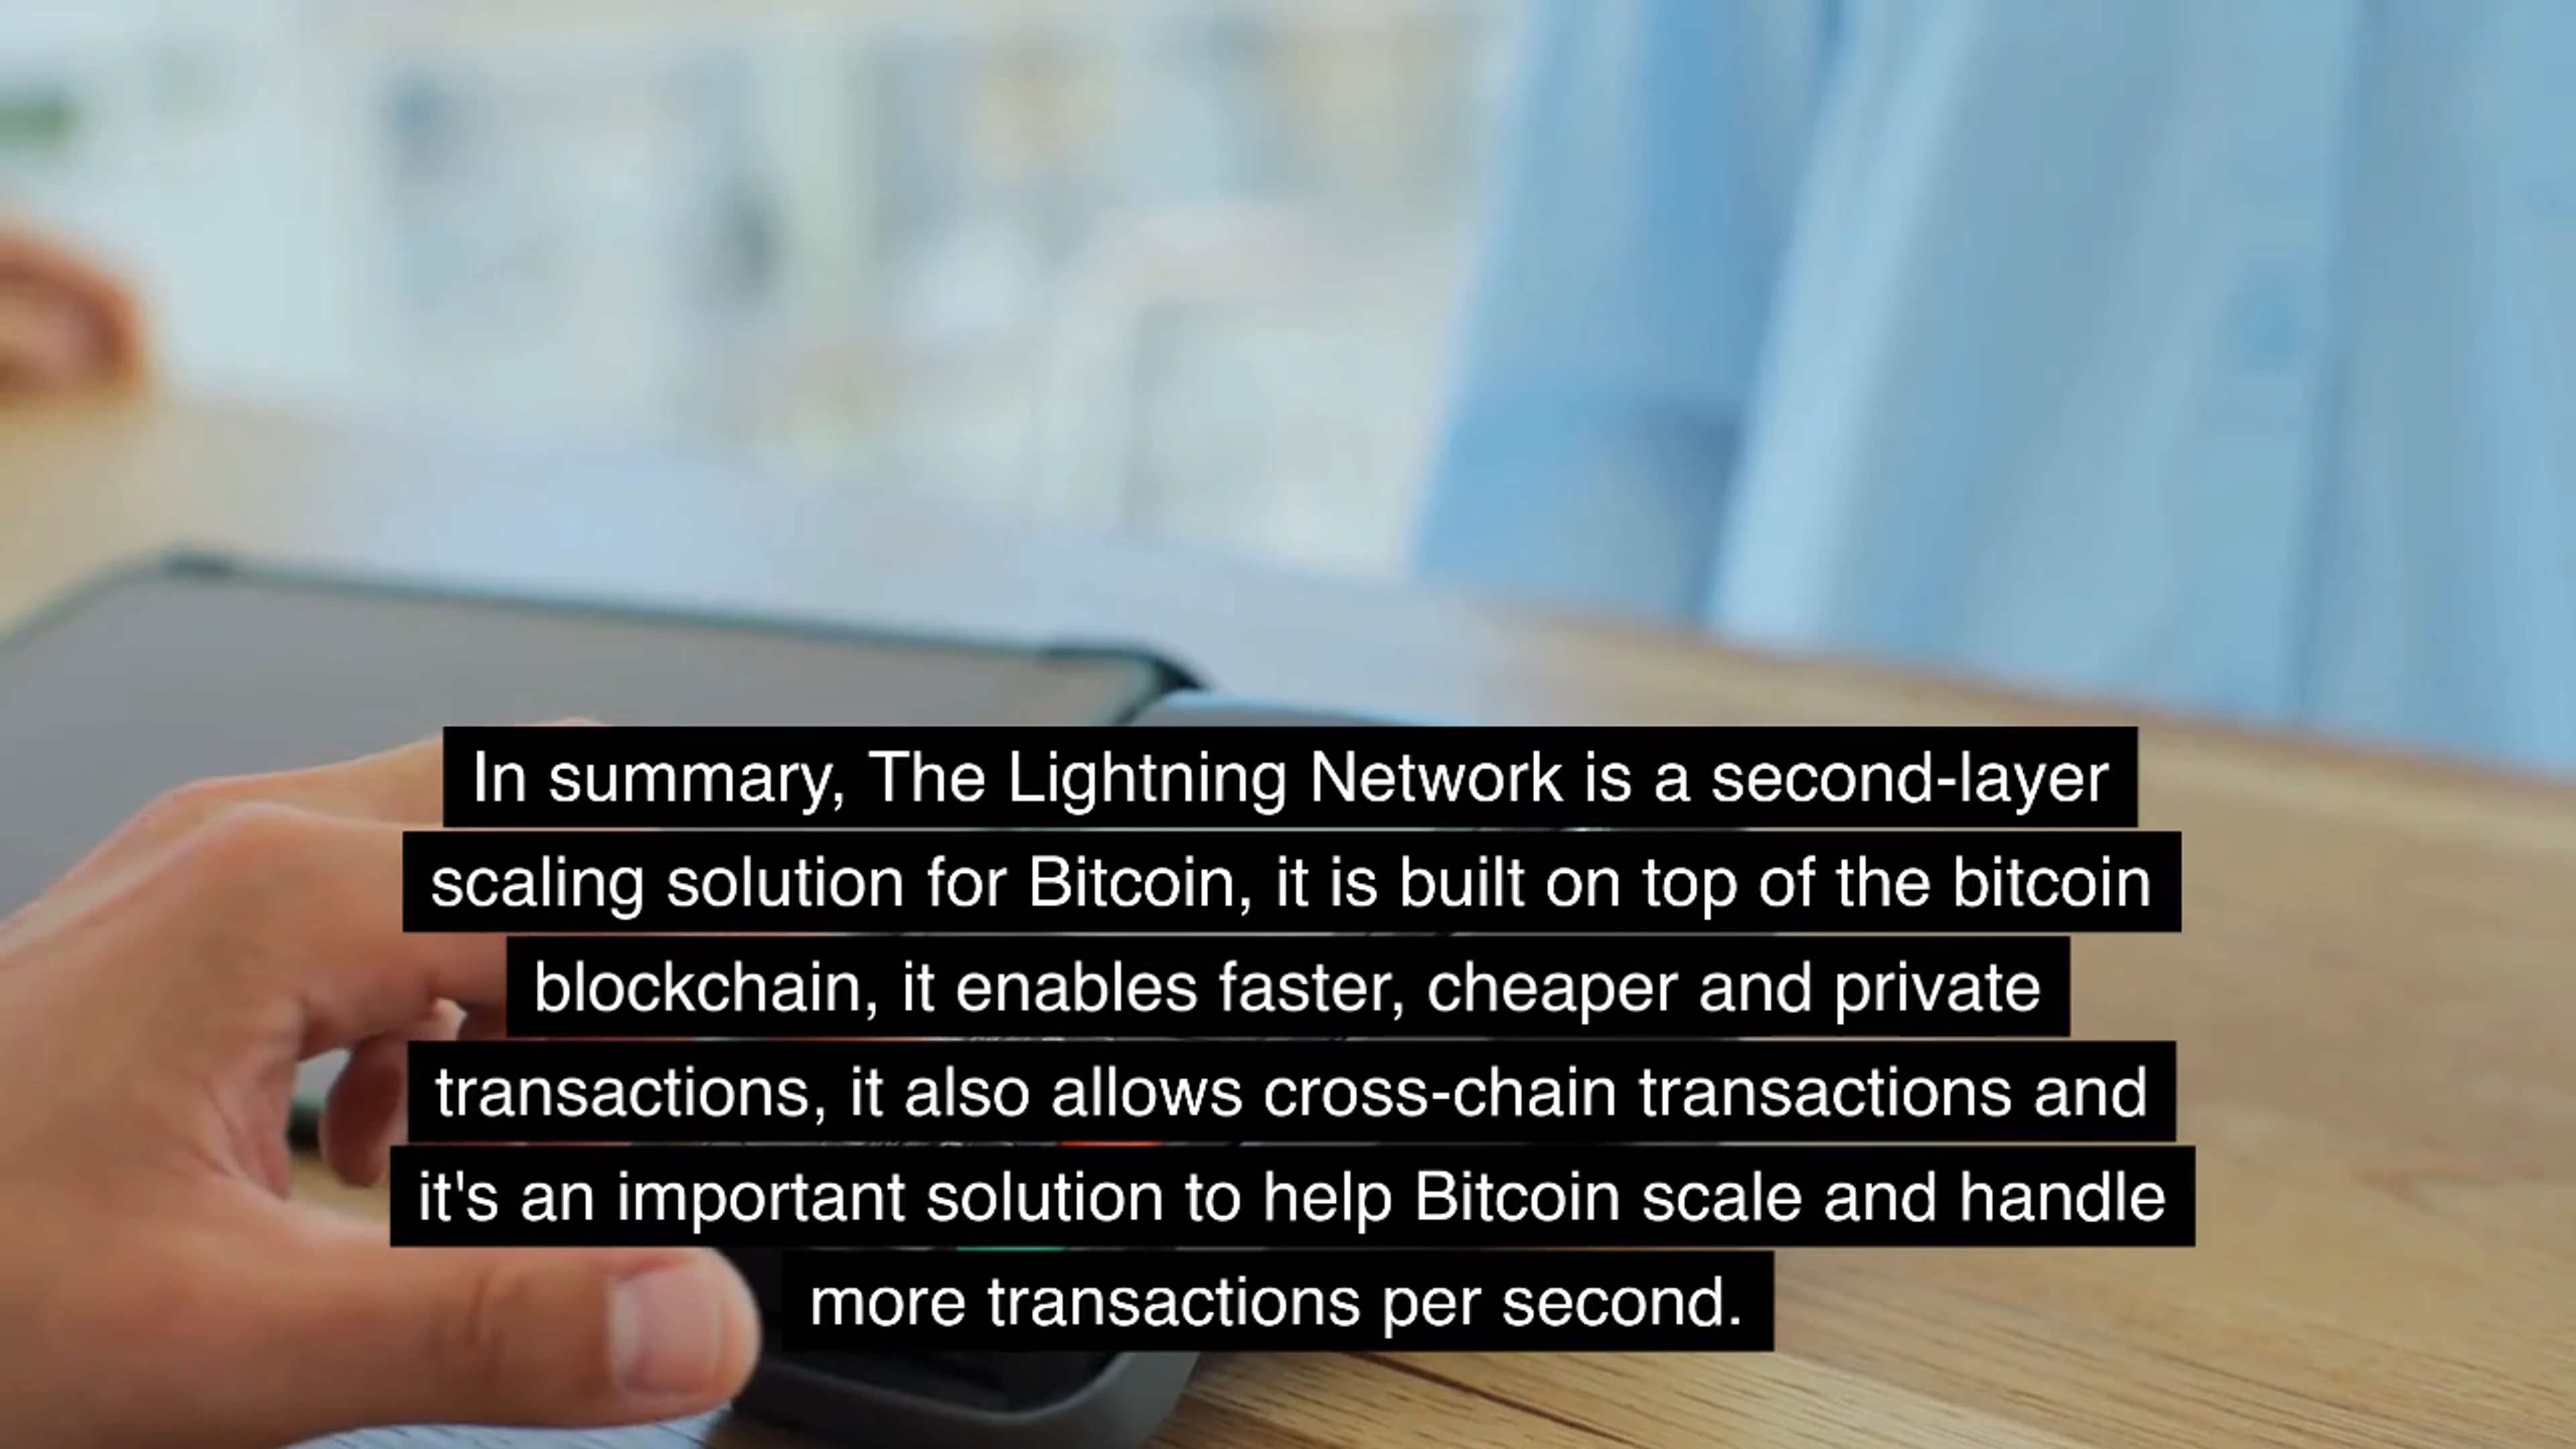 In summary, The Lightning Network is a second-layer
scaling solution for Bitcoin, it is built on top of the bitcoin
blockchain, it enables faster, cheaper and private
transactions, it also allows cross-chain transactions and
it's an important solution to help Bitcoin scale and handle
more transactions per second.